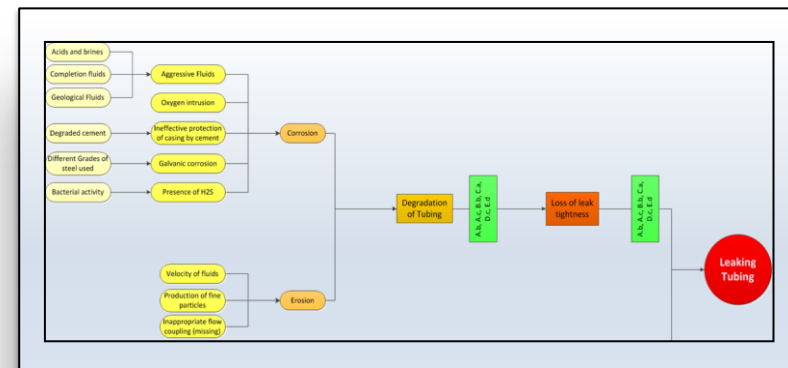 Acids and brines
Completion fluids
Aggressive Fluids
Geological Fluids
Oxygen intrusion
Degraded cement
Ineffective protection
of casing by cement
Corrosion
Different Grades of
steel used
Galvanic corrosion
Bacterial activity
Presence of H2S
Degradation
of Tubing
A.b, A.c, B.b, C.a,
D.c, E.d
Loss of leak
tightness
A.b, A.c, B.b, C.a,
D.c, E.d
Leaking
Tubing
Velocity of fluids
Production of fine
particles
Erosion
Inappropriate flow
coupling (missing)